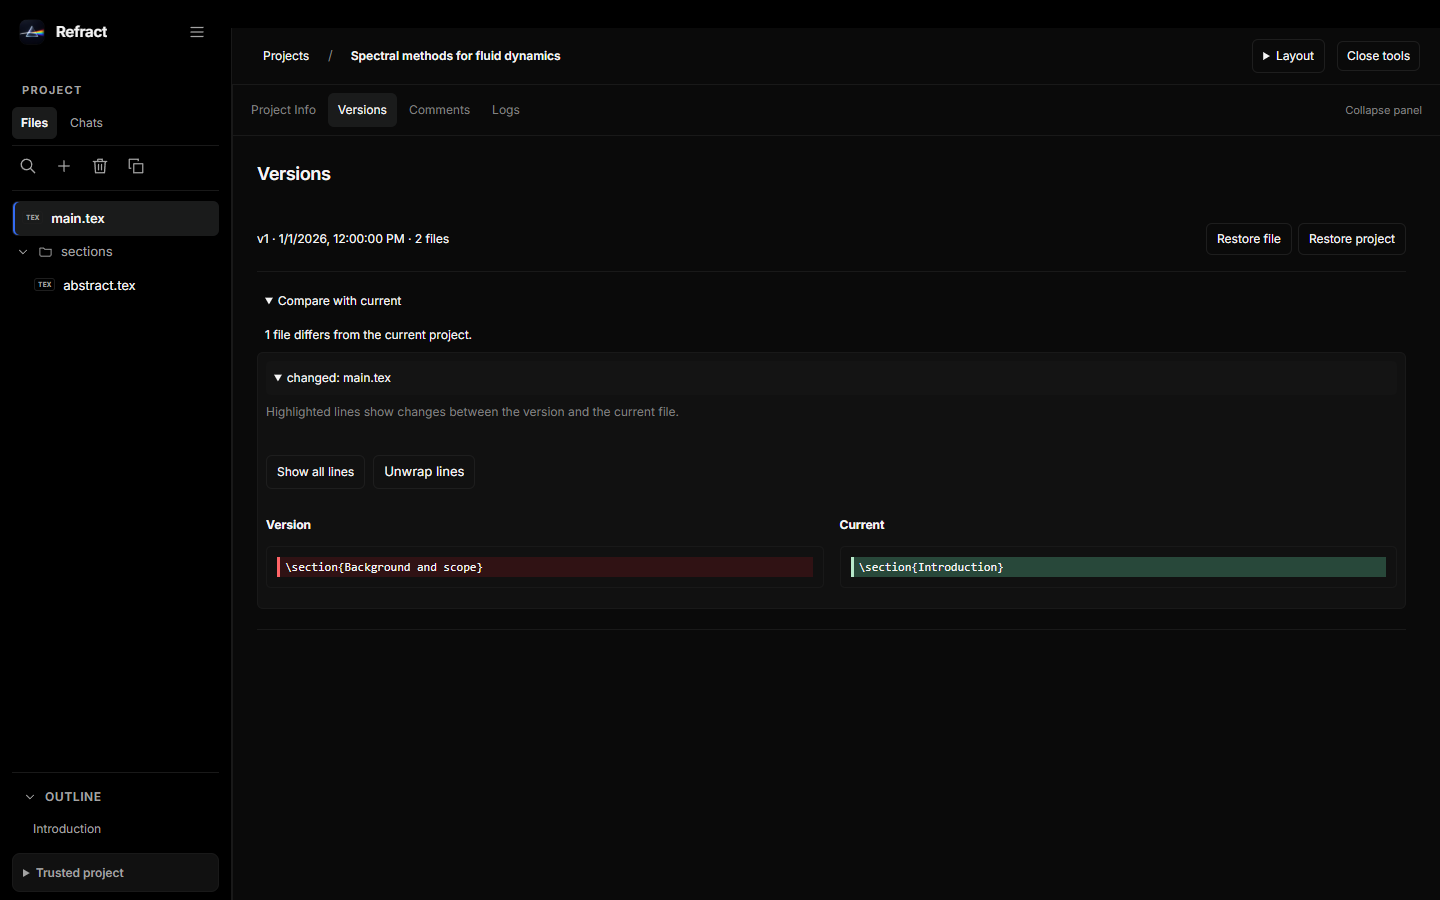 Refract
PROJECT
Files Chats
TEX main.tex
sections
TEX abstract.tex
OUTLINE
Introduction
Trusted project
Projects / Spectral methods for fluid dynamics
Layout
Close tools
Project Info Versions Comments Logs
Collapse panel
Versions
v1 · 1/1/2026, 12:00:00 PM · 2 files
Restore file
Restore project
Compare with current
1 file differs from the current project.
changed: main.tex
Highlighted lines show changes between the version and the current file.
Show all lines
Unwrap lines
Version
\section{Background and scope}
Current
\section{Introduction}